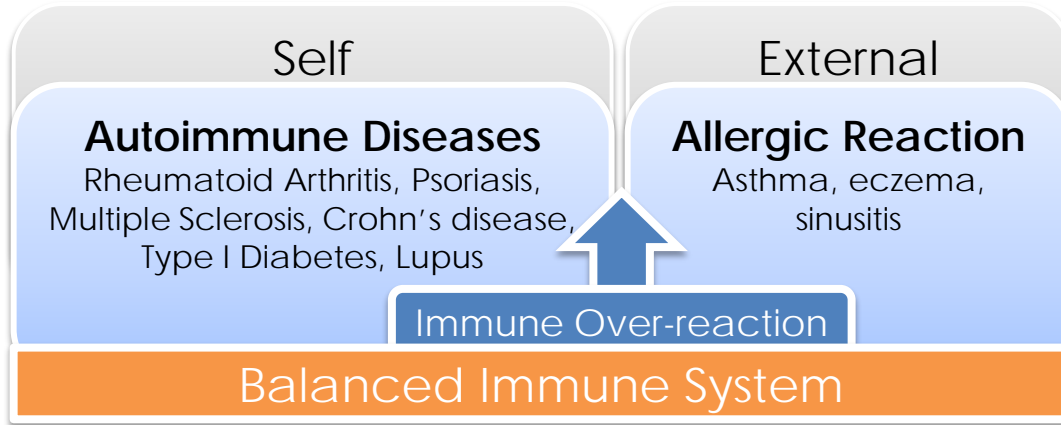 Self
Autoimmune Diseases
Rheumatoid Arthritis, Psoriasis,
Multiple Sclerosis, Crohn’s disease,
Type I Diabetes, Lupus
External
Allergic Reaction
Asthma, eczema,
sinusitis
Immune Over-reaction
Balanced Immune System